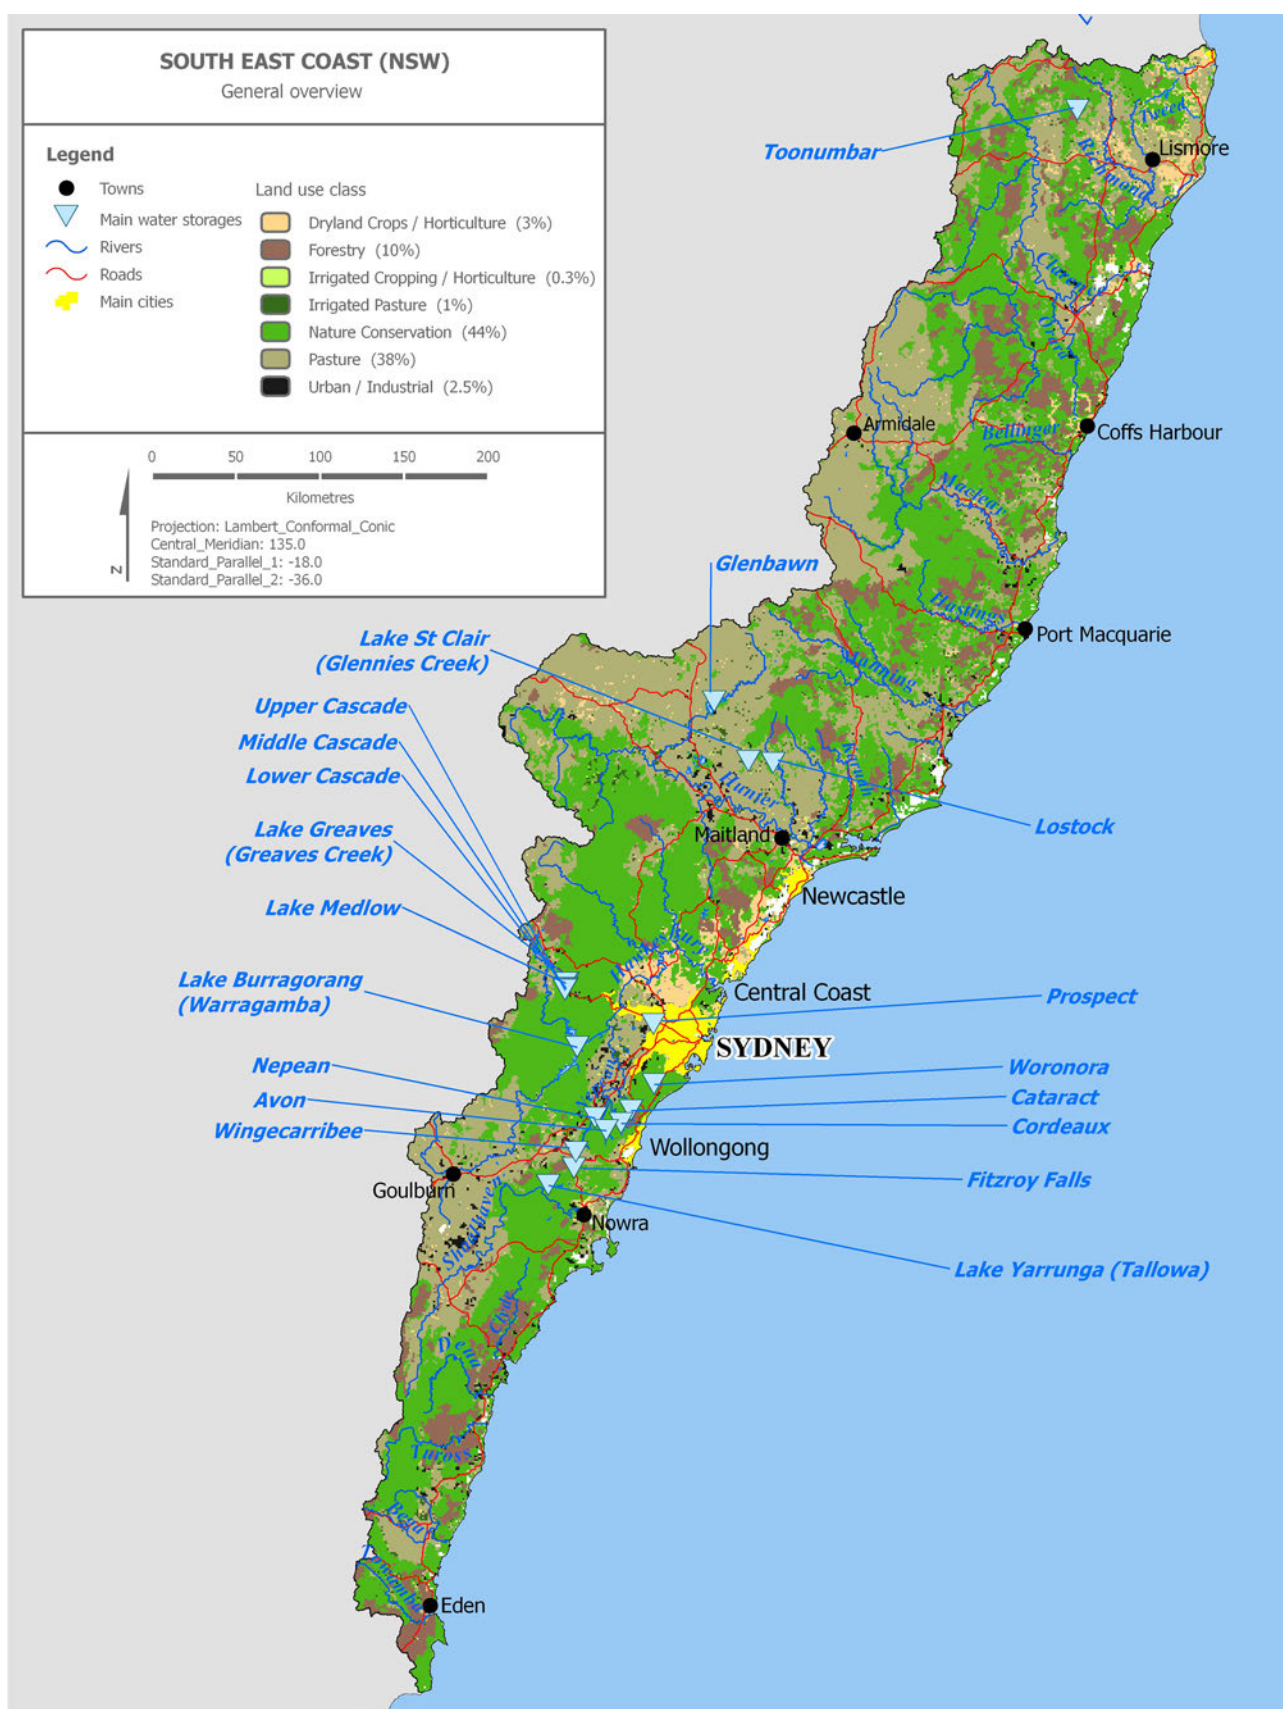 SOUTH EAST COAST (NSW)
General overview
Legend
Towns
Main water storages
Rivers
Roads
Main cities
Land use class
Dryland Crops / Horticulture (3%)
Forestry (10%)
Irrigated Cropping / Horticulture (0.3%)
Irrigated Pasture (1%)
Nature Conservation (44%)
Pasture (38%)
Urban / Industrial (2.5%)
0 50 100 150 200
Kilometres
N
Projection: Lambert_Conformal_Conic
Central_Meridian: 135.0
Standard_Parallel_1: -18.0
Standard_Parallel_2: -36.0
Toonumbar
Tweed
Lismore
Richmond
Clarence
Orara
Armidale
Bellinger
Coffs Harbour
Macleay
Glenbawn
Hastings
Port Macquarie
Lake St Clair
(Glennies Creek)
Manning
Upper Cascade
Middle Cascade
Lower Cascade
Karuah
Hunter
Lostock
Lake Greaves
(Greaves Creek)
Maitland
Newcastle
Lake Medlow
Hawkesbury
Lake Burragorang
(Warragamba)
Central Coast
Prospect
SYDNEY
Nepean
Woronora
Avon
Cataract
Wingecarribee
Cordeaux
Wollongong
Goulburn
Fitzroy Falls
Shoalhaven
Nowra
Lake Yarrunga (Tallowa)
Clyde
Deua
Tuross
Bega
Towamba
Eden